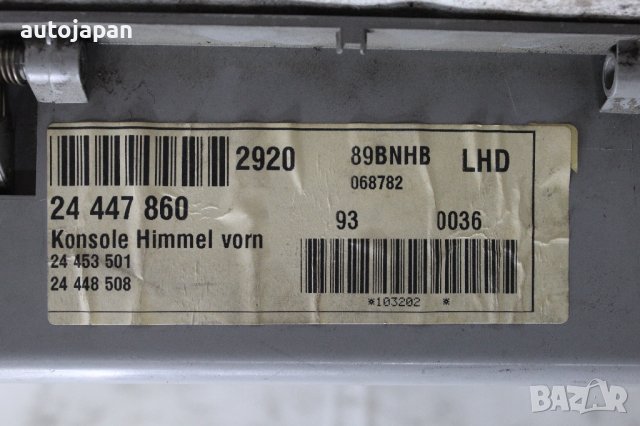 autojapan
2920
89BNHB
LHD
068782
24 447 860
93
0036
Konsole Himmel vorn
24 453 501
24 448 508
*103202 *
BAZAR